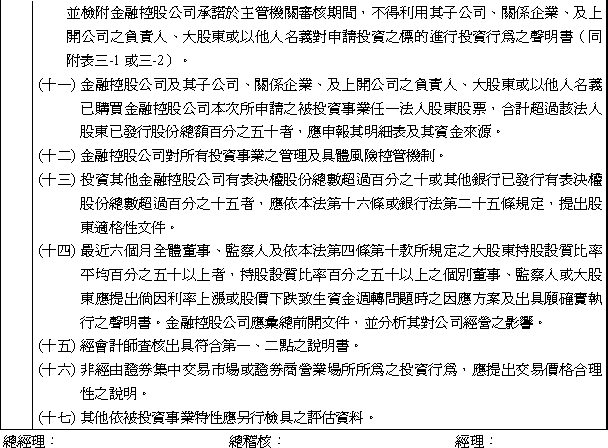 並檢附金融控股公司承諾於主管機關審核期間，不得利用其子公司、關係企業、及上
開公司之負責人、大股東或以他人名義對申請投資之標的進行投資行為之聲明書（同
附表三-1 或三-2）。
(十一) 金融控股公司及其子公司、關係企業、及上開公司之負責人、大股東或以他人名義
已購買金融控股公司本次所申請之被投資事業任一法人股東股票，合計超過該法人
股東已發行股份總額百分之五十者，應申報其明細表及其資金來源。
(十二) 金融控股公司對所有投資事業之管理及具體風險控管機制。
(十三) 投資其他金融控股公司有表決權股份總數超過百分之十或其他銀行已發行有表決權
股份總數超過百分之十五者，應依本法第十六條或銀行法第二十五條規定，提出股
東適格性文件。
(十四) 最近六個月全體董事、監察人及依本法第四條第十款所規定之大股東持股設質比率
平均百分之五十以上者，持股設質比率百分之五十以上之個別董事、監察人或大股
東應提出倘因利率上漲或股價下跌致生資金週轉問題時之因應方案及出具願確實執
行之聲明書。金融控股公司應彙總前開文件，並分析其對公司經營之影響。
(十五) 經會計師查核出具符合第一、二點之說明書。
(十六) 非經由證券集中交易市場或證券商營業場所所為之投資行為，應提出交易價格合理
性之說明。
(十七) 其他依被投資事業特性應另行檢具之評估資料。
總經理： 總稽核： 經理：